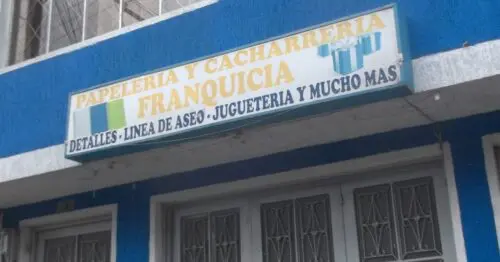 PAPELERIA Y CACHARRERIA
FRANQUICIA
DETALLES - LINEA DE ASEO - JUGUETERIA Y MUCHO MAS